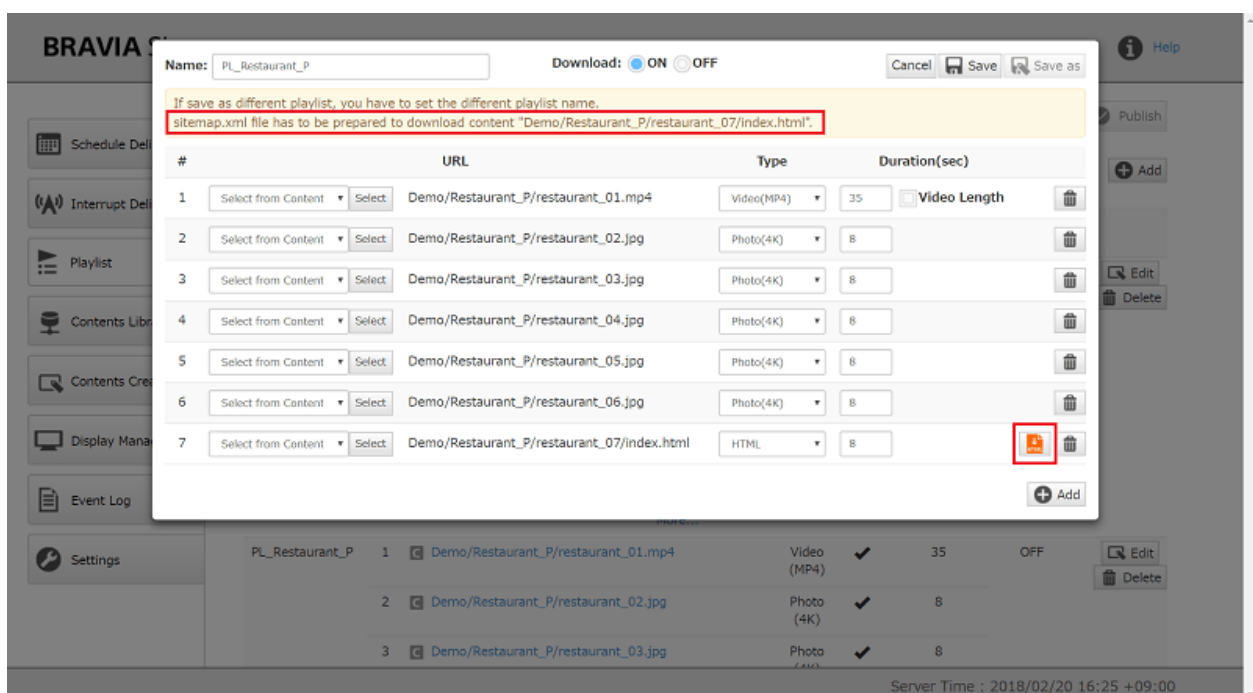 BRAVIA
Help
Name: PL_Restaurant_P Download: ON OFF Cancel Save Save as
If save as different playlist, you have to set the different playlist name.
sitemap.xml file has to be prepared to download content "Demo/Restaurant_P/restaurant_07/index.html".
Publish
Add
# URL Type Duration(sec)
1 Select from Content Select Demo/Restaurant_P/restaurant_01.mp4 Video(MP4) 35 Video Length
2 Select from Content Select Demo/Restaurant_P/restaurant_02.jpg Photo(4K) 8
3 Select from Content Select Demo/Restaurant_P/restaurant_03.jpg Photo(4K) 8
4 Select from Content Select Demo/Restaurant_P/restaurant_04.jpg Photo(4K) 8
5 Select from Content Select Demo/Restaurant_P/restaurant_05.jpg Photo(4K) 8
6 Select from Content Select Demo/Restaurant_P/restaurant_06.jpg Photo(4K) 8
7 Select from Content Select Demo/Restaurant_P/restaurant_07/index.html HTML 8
Add
Schedule Deli
Interrupt Deli
Playlist
Contents Libr
Contents Crea
Display Mana
Event Log
Settings
Edit
Delete
More...
PL_Restaurant_P 1 Demo/Restaurant_P/restaurant_01.mp4 Video (MP4) 35 OFF Edit
Delete
2 Demo/Restaurant_P/restaurant_02.jpg Photo (4K) 8
3 Demo/Restaurant_P/restaurant_03.jpg Photo 8
Server Time : 2018/02/20 16:25 +09:00